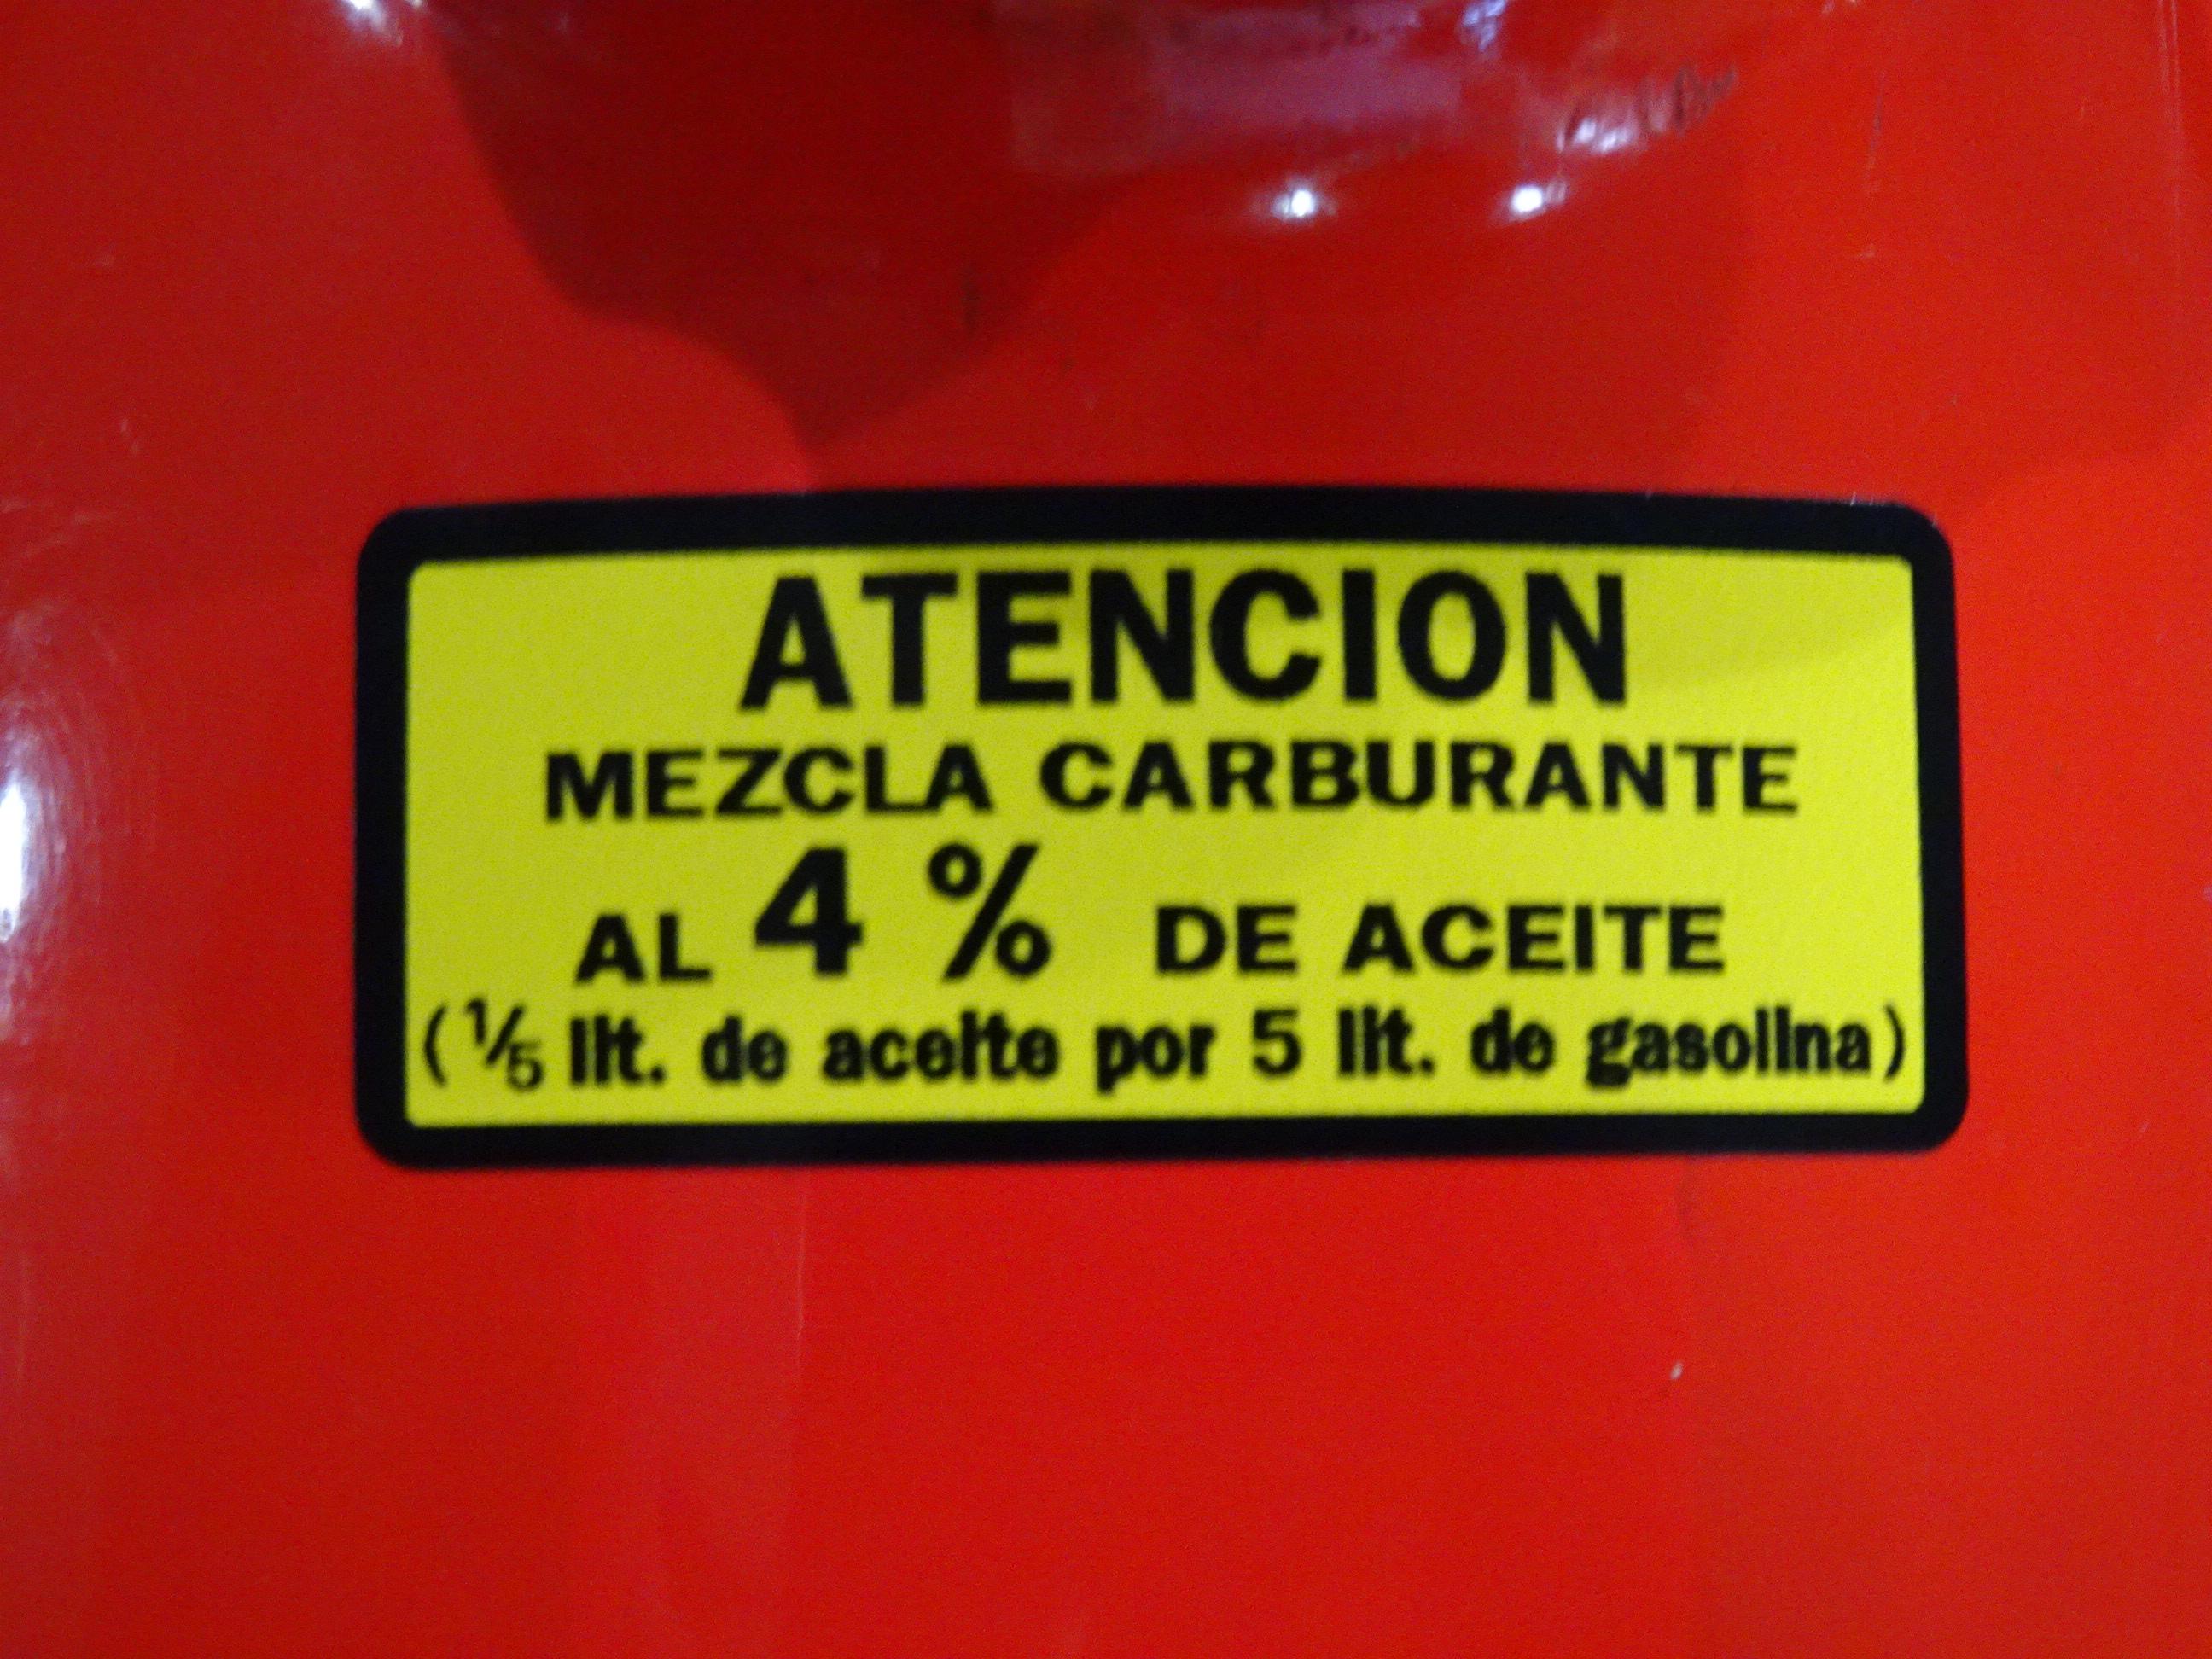 ATENCION
MEZCLA CARBURANTE
AL 4 % DE ACEITE
(1/5 lit. de aceite por 5 lit. de gasolina)